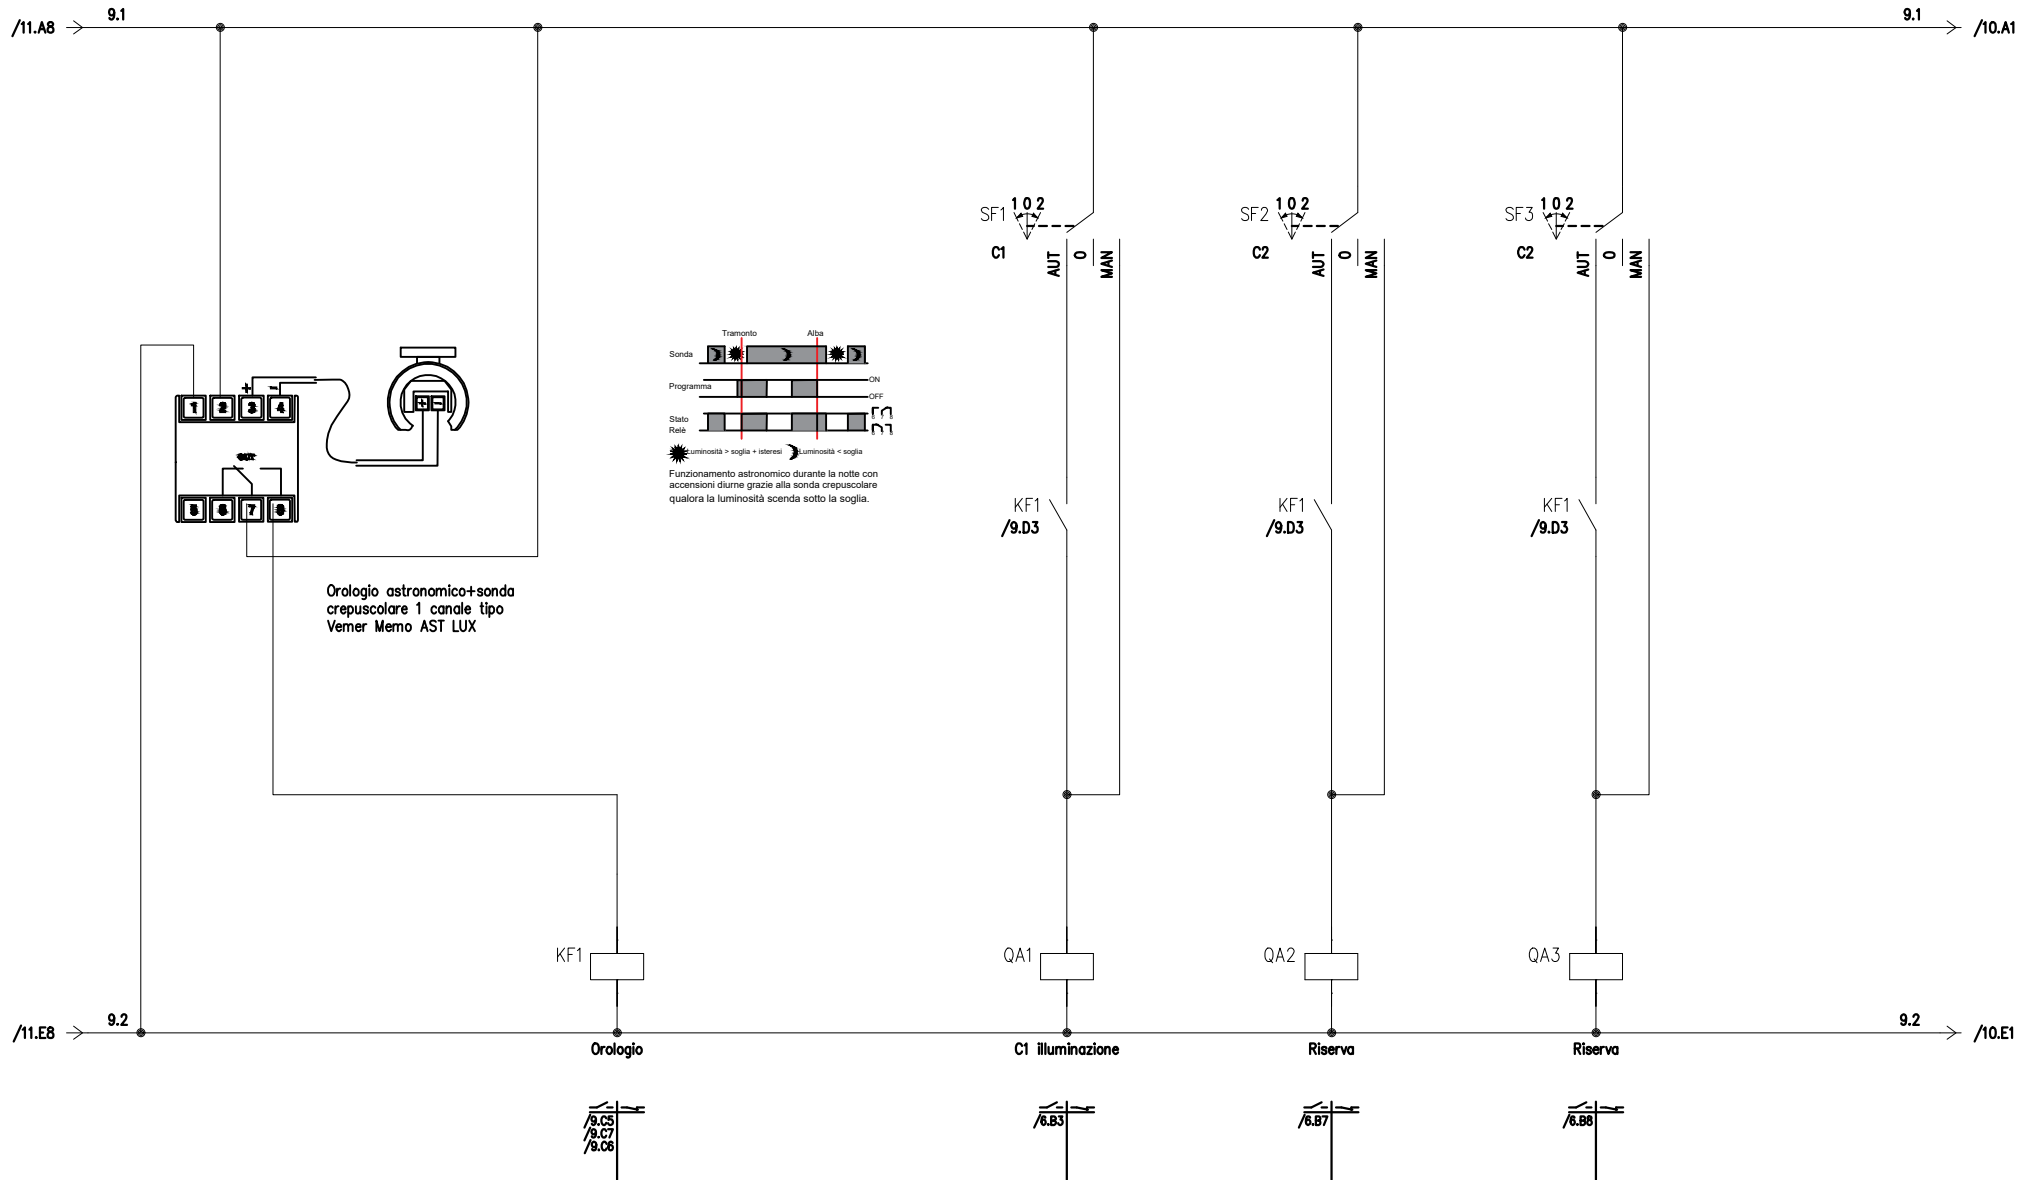 9.1
9.1
/11.A8
/10.A1
1 0 2
SF1
C1
AUT
0
MAN
1 0 2
SF2
C2
AUT
0
MAN
1 0 2
SF3
C2
AUT
0
MAN
Tramonto
Alba
Sonda
Programma
ON
OFF
Stato
Relè
Luminosità > soglia + isteresi
Luminosità < soglia
Funzionamento astronomico durante la notte con
accensioni diurne grazie alla sonda crepuscolare
qualora la luminosità scenda sotto la soglia.
+ -
1 2 3 4
+ -
OUT
5 6 7 8
KF1
/9.D3
KF1
/9.D3
KF1
/9.D3
Orologio astronomico+sonda
crepuscolare 1 canale tipo
Vemer Memo AST LUX
KF1
QA1
QA2
QA3
9.2
9.2
/11.E8
/10.E1
Orologio
C1 illuminazione
Riserva
Riserva
/9.C5
/9.C7
/9.C6
/6.B3
/6.B7
/6.B8